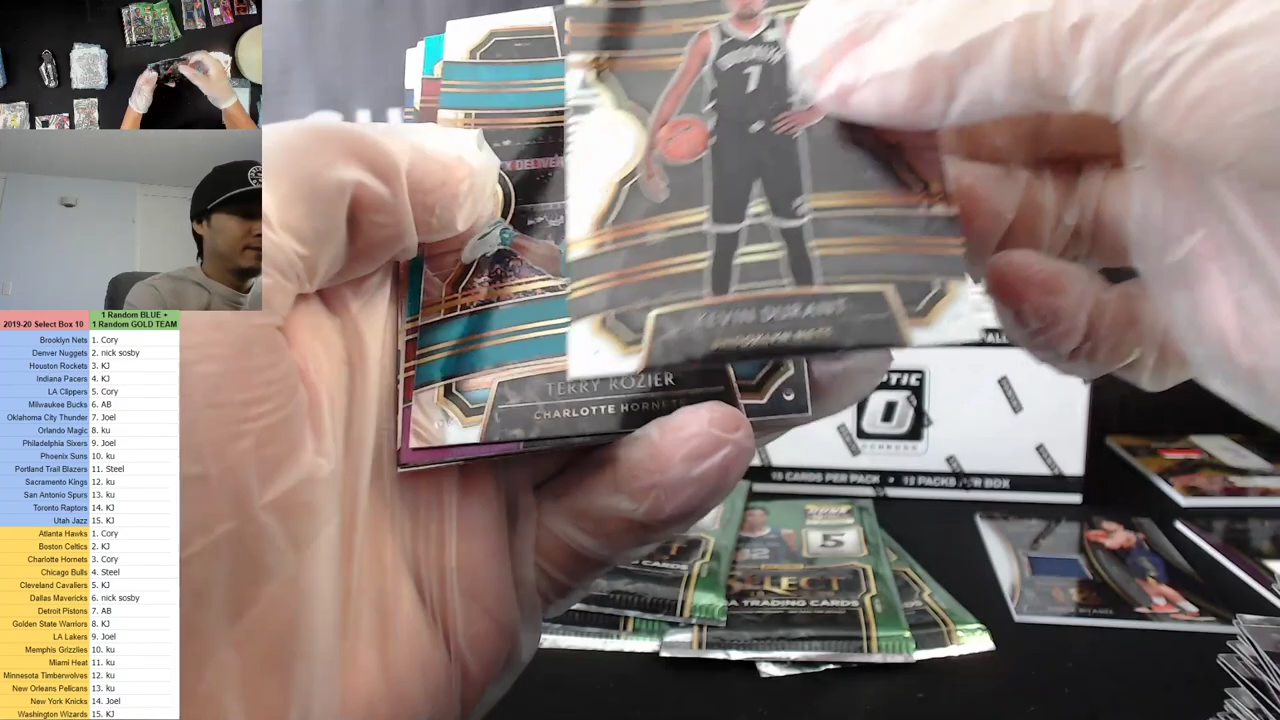 2019-20 Select Box 10
1 Random BLUE +
1 Random GOLD TEAM
Brooklyn Nets 1. Cory
Denver Nuggets 2. nick sosby
Houston Rockets 3. KJ
Indiana Pacers 4. KJ
LA Clippers 5. Cory
Milwaukee Bucks 6. AB
Oklahoma City Thunder 7. Joel
Orlando Magic 8. ku
Philadelphia Sixers 9. Joel
Phoenix Suns 10. ku
Portland Trail Blazers 11. Steel
Sacramento Kings 12. ku
San Antonio Spurs 13. ku
Toronto Raptors 14. KJ
Utah Jazz 15. KJ
Atlanta Hawks 1. Cory
Boston Celtics 2. KJ
Charlotte Hornets 3. Cory
Chicago Bulls 4. Steel
Cleveland Cavaliers 5. KJ
Dallas Mavericks 6. nick sosby
Detroit Pistons 7. AB
Golden State Warriors 8. KJ
LA Lakers 9. Joel
Memphis Grizzlies 10. ku
Miami Heat 11. ku
Minnesota Timberwolves 12. ku
New Orleans Pelicans 13. ku
New York Knicks 14. Joel
Washington Wizards 15. KJ
BROOKLYN
1
KEVIN DURANT
BROOKLYN NETS
TERRY ROZIER
CHARLOTTE HORNETS
PTIC
15 CARDS PER PACK • 12 PACKS PER BOX
5
SELECT
TRADING CARDS
CARDS